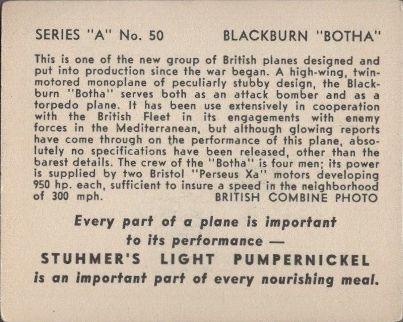 SERIES "A" No. 50 BLACKBURN "BOTHA"
This is one of the new group of British planes designed and
put into production since the war began. A high-wing, twin-
motored monoplane of peculiarly stubby design, the Black-
burn "Botha" serves both as an attack bomber and as a
torpedo plane. It has been use extensively in cooperation
with the British Fleet in its engagements with enemy
forces in the Mediterranean, but although glowing reports
have come through on the performance of this plane, abso-
lutely no specifications have been released, other than the
barest details. The crew of the "Botha" is four men; its power
is supplied by two Bristol "Perseus Xa" motors developing
950 hp. each, sufficient to insure a speed in the neighborhood
of 300 mph. BRITISH COMBINE PHOTO
Every part of a plane is important
to its performance —
STUHMER'S LIGHT PUMPERNICKEL
is an important part of every nourishing meal.